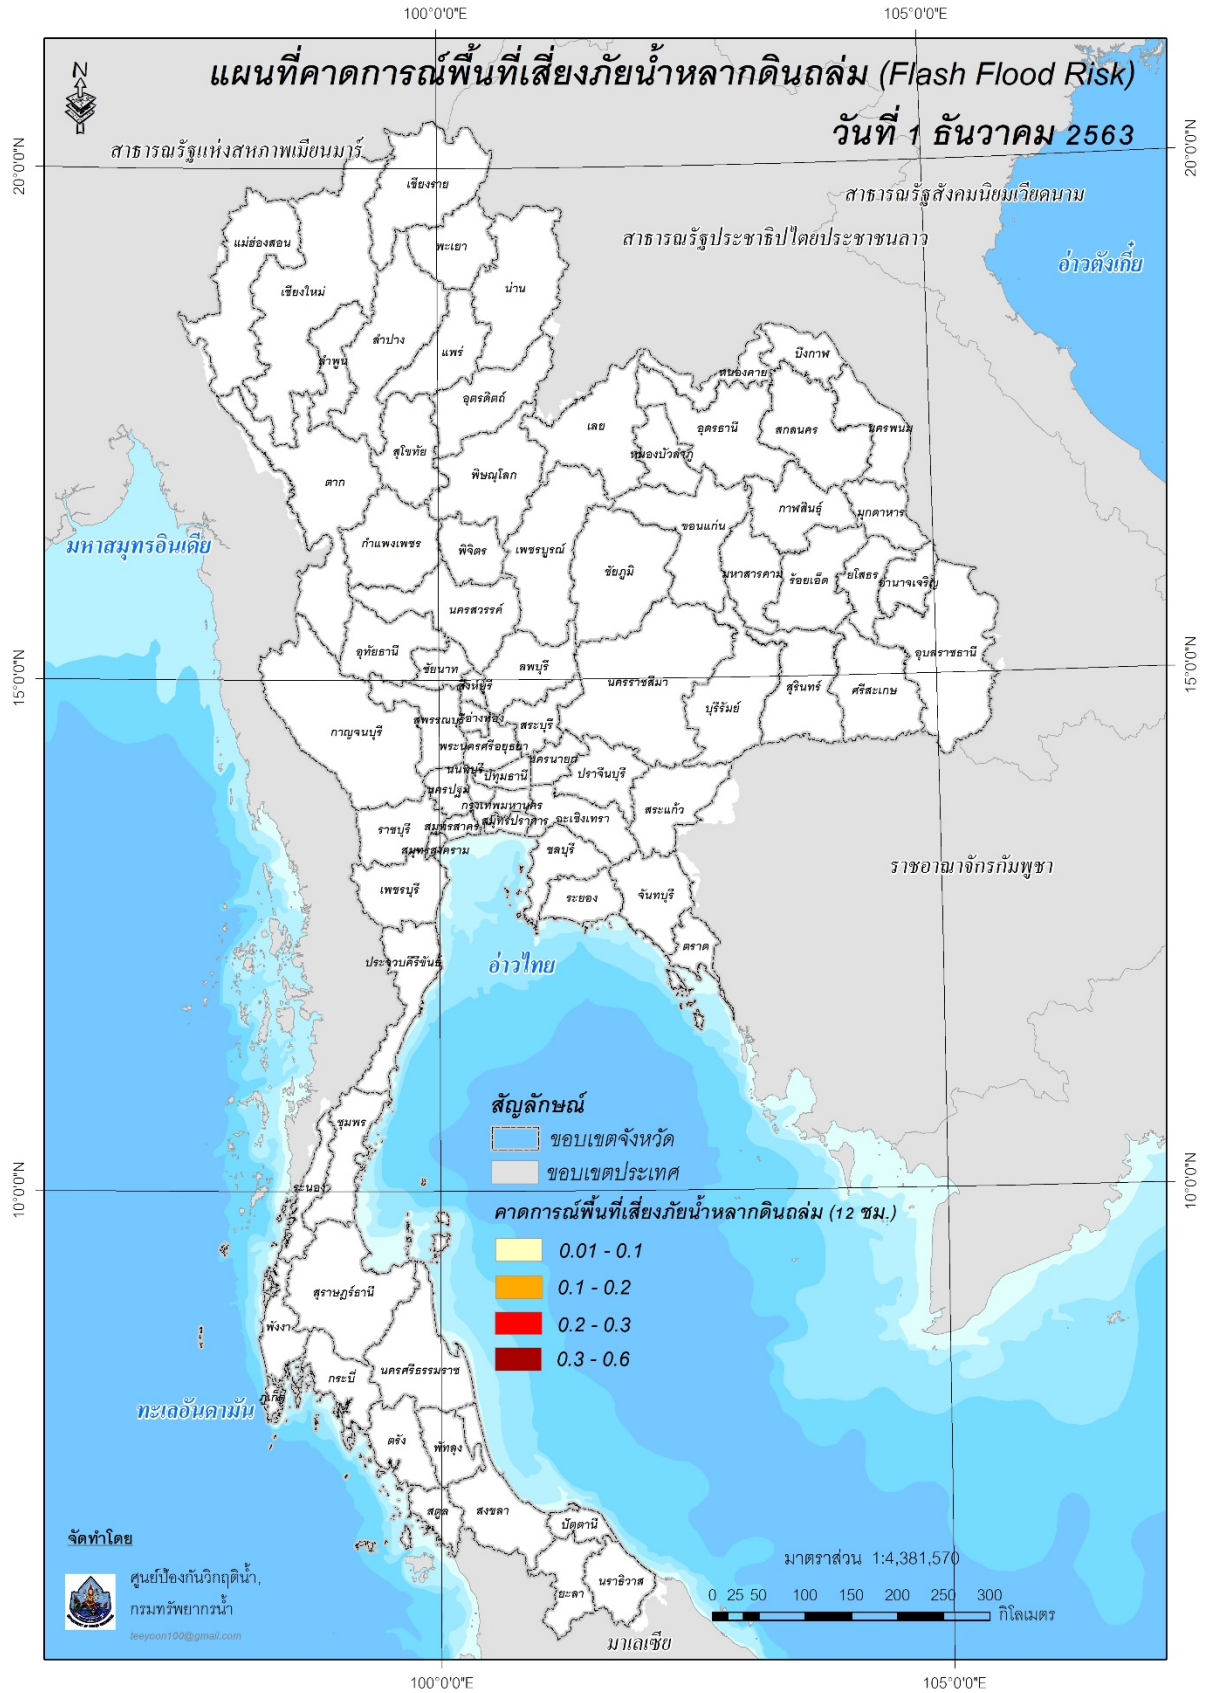 100°0'0"E
105°0'0"E
แผนที่คาดการณ์พื้นที่เสี่ยงภัยน้ำหลากดินถล่ม (Flash Flood Risk)
วันที่ 1 ธันวาคม 2563
N
20°0'0"N
20°0'0"N
สาธารณรัฐแห่งสหภาพเมียนมาร์
สาธารณรัฐสังคมนิยมเวียดนาม
สาธารณรัฐประชาธิปไตยประชาชนลาว
อ่าวตังเกี๋ย
เชียงราย
แม่ฮ่องสอน
พะเยา
เชียงใหม่
น่าน
ลำปาง
แพร่
ลำพูน
บึงกาฬ
หนองคาย
อุตรดิตถ์
เลย
อุดรธานี
สกลนคร
นครพนม
สุโขทัย
หนองบัวลำภู
พิษณุโลก
ตาก
กาฬสินธุ์
มุกดาหาร
ขอนแก่น
มหาสมุทรอินเดีย
กำแพงเพชร
พิจิตร
เพชรบูรณ์
ชัยภูมิ
มหาสารคาม
ร้อยเอ็ด
ยโสธร
อำนาจเจริญ
นครสวรรค์
อุทัยธานี
ชัยนาท
ลพบุรี
อุบลราชธานี
15°0'0"N
15°0'0"N
สิงห์บุรี
นครราชสีมา
สุรินทร์
ศรีสะเกษ
บุรีรัมย์
สุพรรณบุรี
อ่างทอง
สระบุรี
กาญจนบุรี
พระนครศรีอยุธยา
นครนายก
นนทบุรี
ปทุมธานี
ปราจีนบุรี
นครปฐม
กรุงเทพมหานคร
สระแก้ว
ราชบุรี
สมุทรสาคร
สมุทรปราการ
ฉะเชิงเทรา
สมุทรสงคราม
ชลบุรี
ราชอาณาจักรกัมพูชา
เพชรบุรี
ระยอง
จันทบุรี
ตราด
ประจวบคีรีขันธ์
อ่าวไทย
สัญลักษณ์
ขอบเขตจังหวัด
ขอบเขตประเทศ
ชุมพร
ระนอง
10°0'0"N
10°0'0"N
คาดการณ์พื้นที่เสี่ยงภัยน้ำหลากดินถล่ม (12 ชม.)
0.01 - 0.1
0.1 - 0.2
0.2 - 0.3
0.3 - 0.6
สุราษฎร์ธานี
พังงา
นครศรีธรรมราช
กระบี่
ภูเก็ต
ทะเลอันดามัน
ตรัง
พัทลุง
สตูล
สงขลา
ปัตตานี
ยะลา
นราธิวาส
มาเลเซีย
จัดทำโดย
ศูนย์ป้องกันวิกฤติน้ำ,
กรมทรัพยากรน้ำ
teeyoon100@gmail.com
มาตราส่วน 1:4,381,570
0 25 50 100 150 200 250 300
กิโลเมตร
100°0'0"E
105°0'0"E